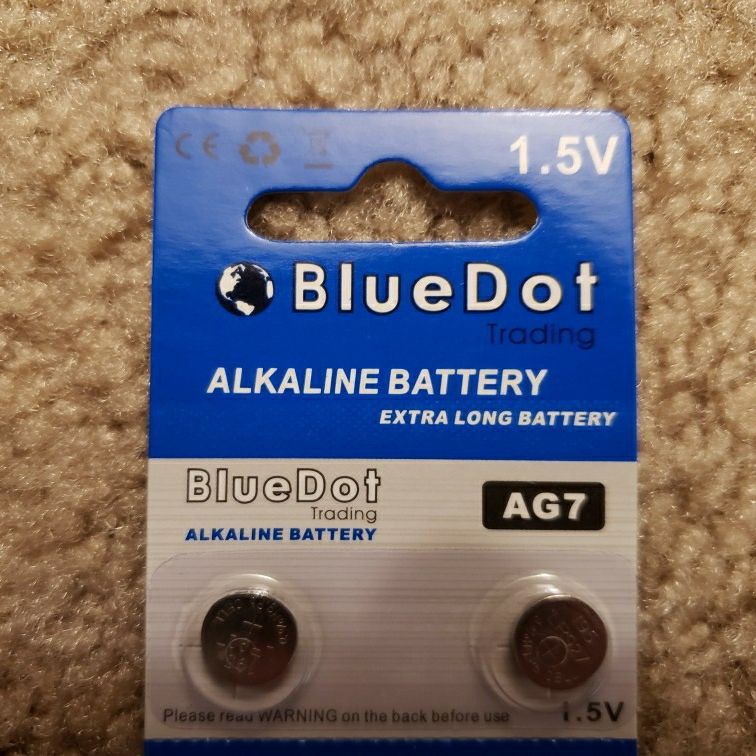 CE
1.5V
BlueDot
Trading
ALKALINE BATTERY
EXTRA LONG BATTERY
BlueDot
Trading
ALKALINE BATTERY
AG7
Please read WARNING on the back before use
1.5V